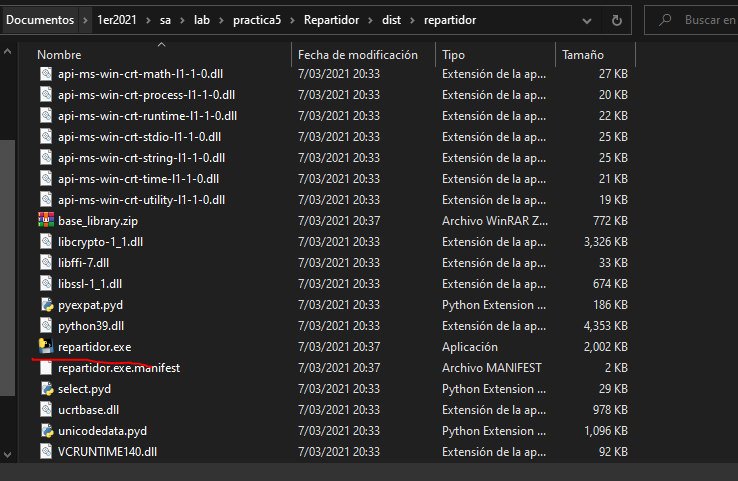 Documentos > 1er2021 > sa > lab > practica5 > Repartidor > dist > repartidor Buscar en
Nombre Fecha de modificación Tipo Tamaño
api-ms-win-crt-math-l1-1-0.dll 7/03/2021 20:33 Extensión de la ap... 27 KB
api-ms-win-crt-process-l1-1-0.dll 7/03/2021 20:33 Extensión de la ap... 20 KB
api-ms-win-crt-runtime-l1-1-0.dll 7/03/2021 20:33 Extensión de la ap... 22 KB
api-ms-win-crt-stdio-l1-1-0.dll 7/03/2021 20:33 Extensión de la ap... 25 KB
api-ms-win-crt-string-l1-1-0.dll 7/03/2021 20:33 Extensión de la ap... 25 KB
api-ms-win-crt-time-l1-1-0.dll 7/03/2021 20:33 Extensión de la ap... 21 KB
api-ms-win-crt-utility-l1-1-0.dll 7/03/2021 20:33 Extensión de la ap... 19 KB
base_library.zip 7/03/2021 20:37 Archivo WinRAR Z... 772 KB
libcrypto-1_1.dll 7/03/2021 20:33 Extensión de la ap... 3,326 KB
libffi-7.dll 7/03/2021 20:33 Extensión de la ap... 33 KB
libssl-1_1.dll 7/03/2021 20:33 Extensión de la ap... 674 KB
pyexpat.pyd 7/03/2021 20:33 Python Extension ... 186 KB
python39.dll 7/03/2021 20:33 Extensión de la ap... 4,353 KB
repartidor.exe 7/03/2021 20:37 Aplicación 2,002 KB
repartidor.exe.manifest 7/03/2021 20:37 Archivo MANIFEST 2 KB
select.pyd 7/03/2021 20:33 Python Extension ... 29 KB
ucrtbase.dll 7/03/2021 20:33 Extensión de la ap... 978 KB
unicodedata.pyd 7/03/2021 20:33 Python Extension ... 1,096 KB
VCRUNTIME140.dll 7/03/2021 20:33 Extensión de la ap... 92 KB